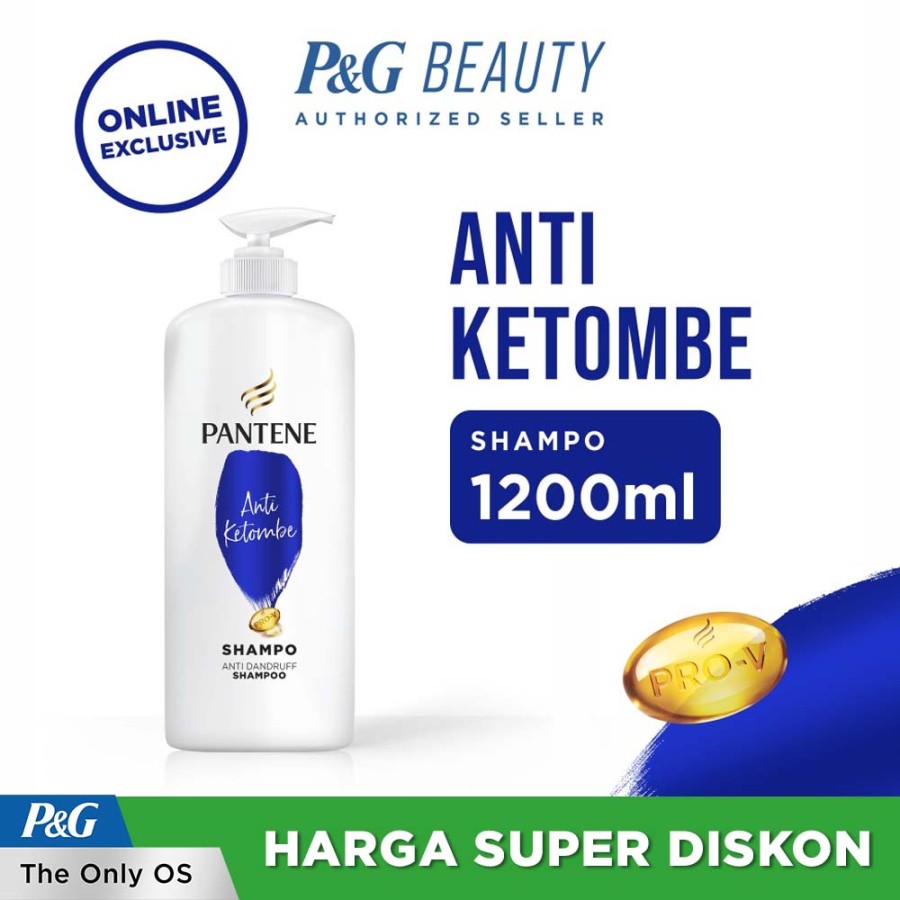 ONLINE
EXCLUSIVE
P&G BEAUTY
AUTHORIZED SELLER
ANTI
KETOMBE
SHAMPO
1200ml
PANTENE
Anti
Ketombe
PRO-V
SHAMPO
ANTI DANDRUFF
SHAMPOO
PRO-V
P&G
The Only OS
HARGA SUPER DISKON